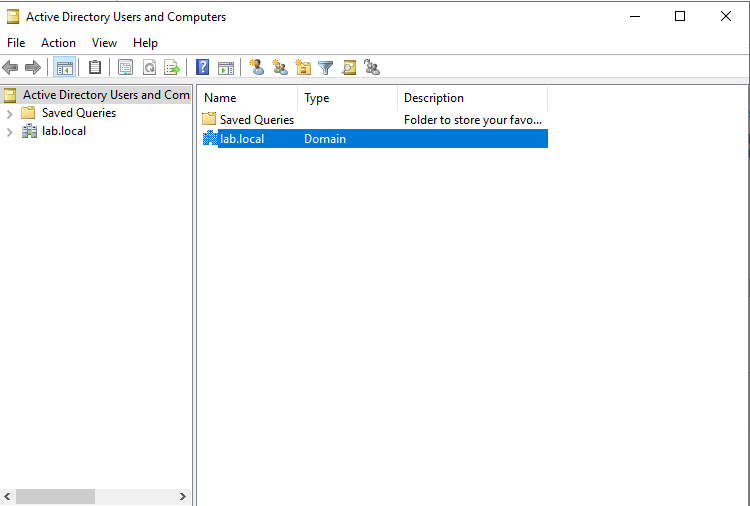 Active Directory Users and Computers
File Action View Help
Active Directory Users and Com
Saved Queries
lab.local
Name Type Description
Saved Queries Folder to store your favo...
lab.local Domain